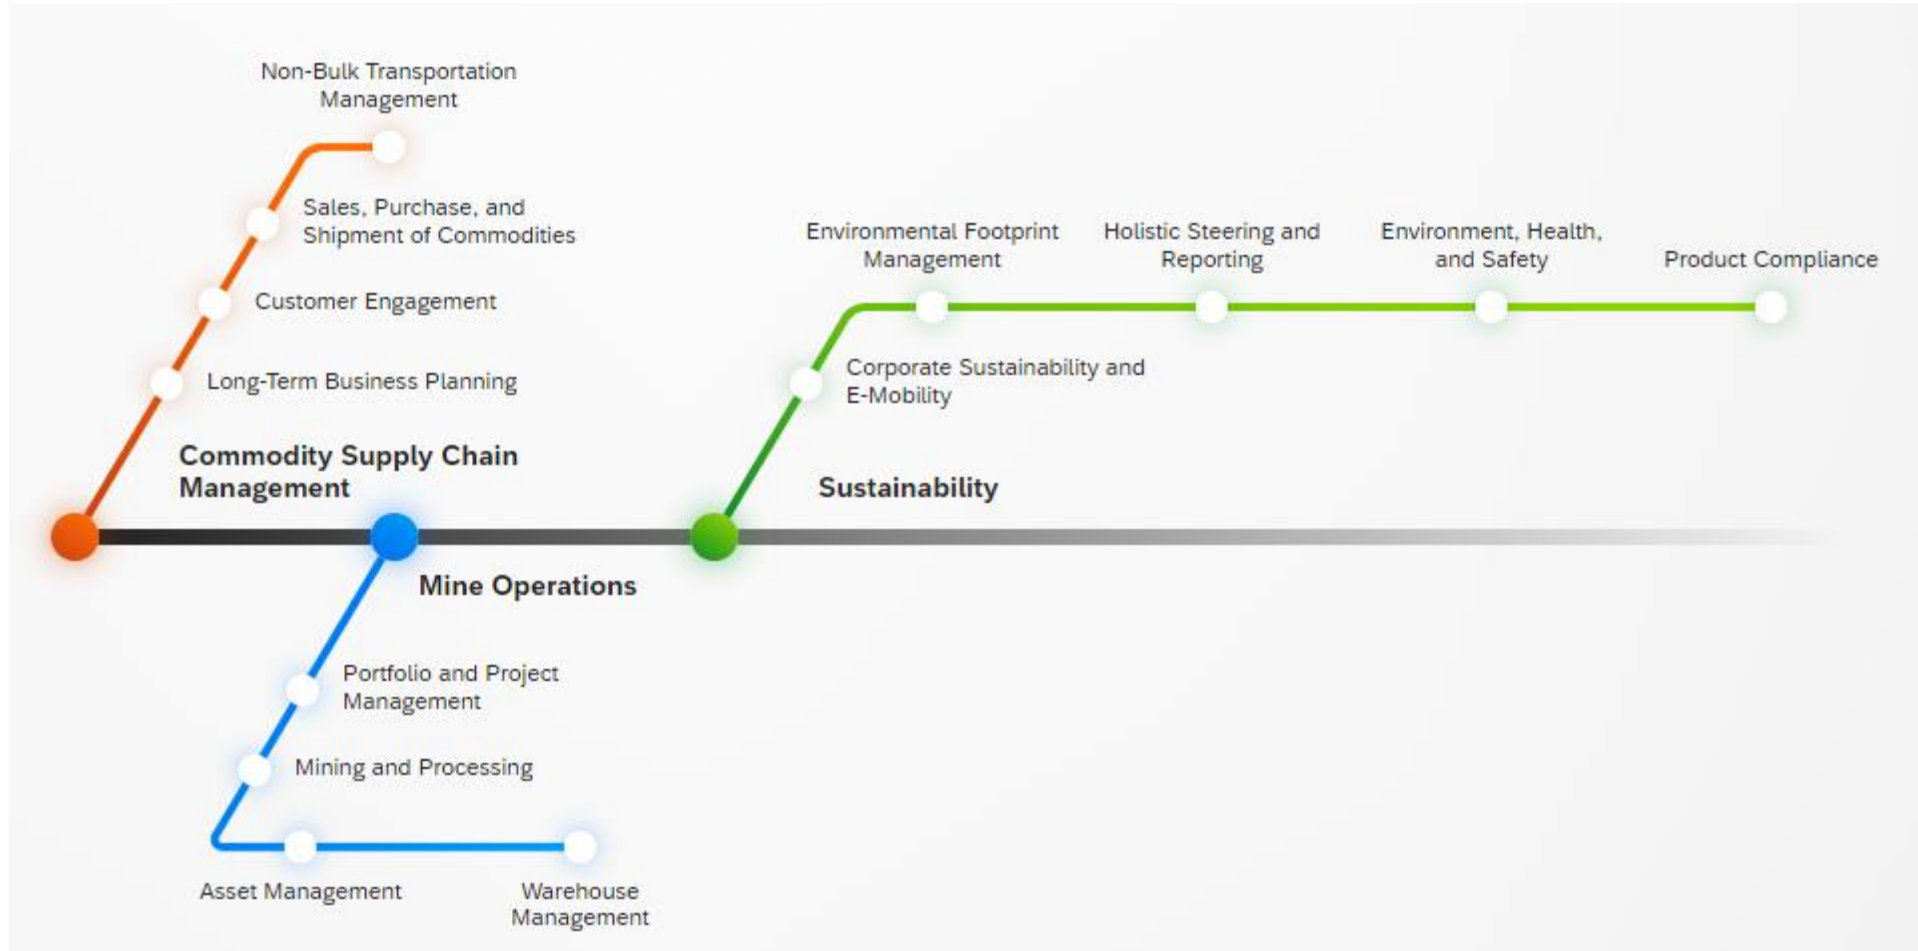 Non-Bulk Transportation
Management
Sales, Purchase, and
Shipment of Commodities
Customer Engagement
Long-Term Business Planning
Commodity Supply Chain
Management
Mine Operations
Portfolio and Project
Management
Mining and Processing
Asset Management
Warehouse
Management
Environmental Footprint
Management
Holistic Steering and
Reporting
Environment, Health,
and Safety
Product Compliance
Corporate Sustainability and
E-Mobility
Sustainability